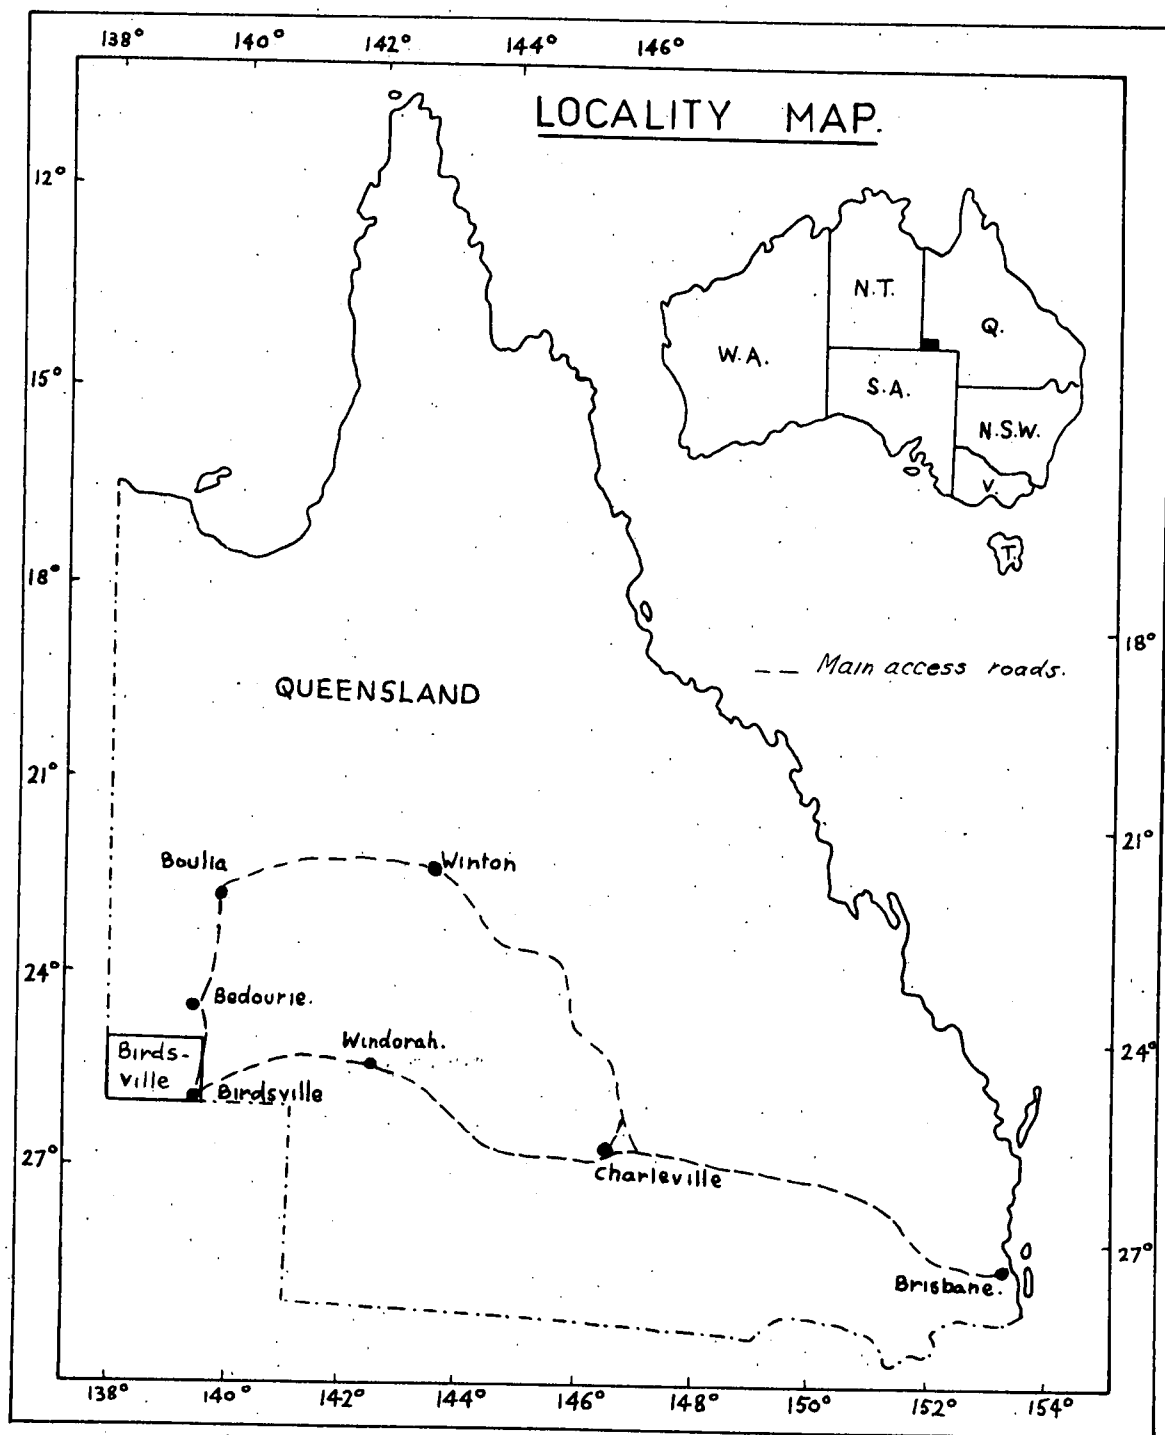 138° 140° 142° 144° 146°
LOCALITY MAP.
12°
N.T.
Q.
W.A.
15°
S.A.
N.S.W.
V.
T.
18°
18°
-- Main access roads.
QUEENSLAND
21°
21°
Boulia
Winton
24°
Bedourie.
Windorah.
24°
Birds-
ville
Birdsville
27°
Charleville
27°
Brisbane.
138° 140° 142° 144° 146° 148° 150° 152° 154°